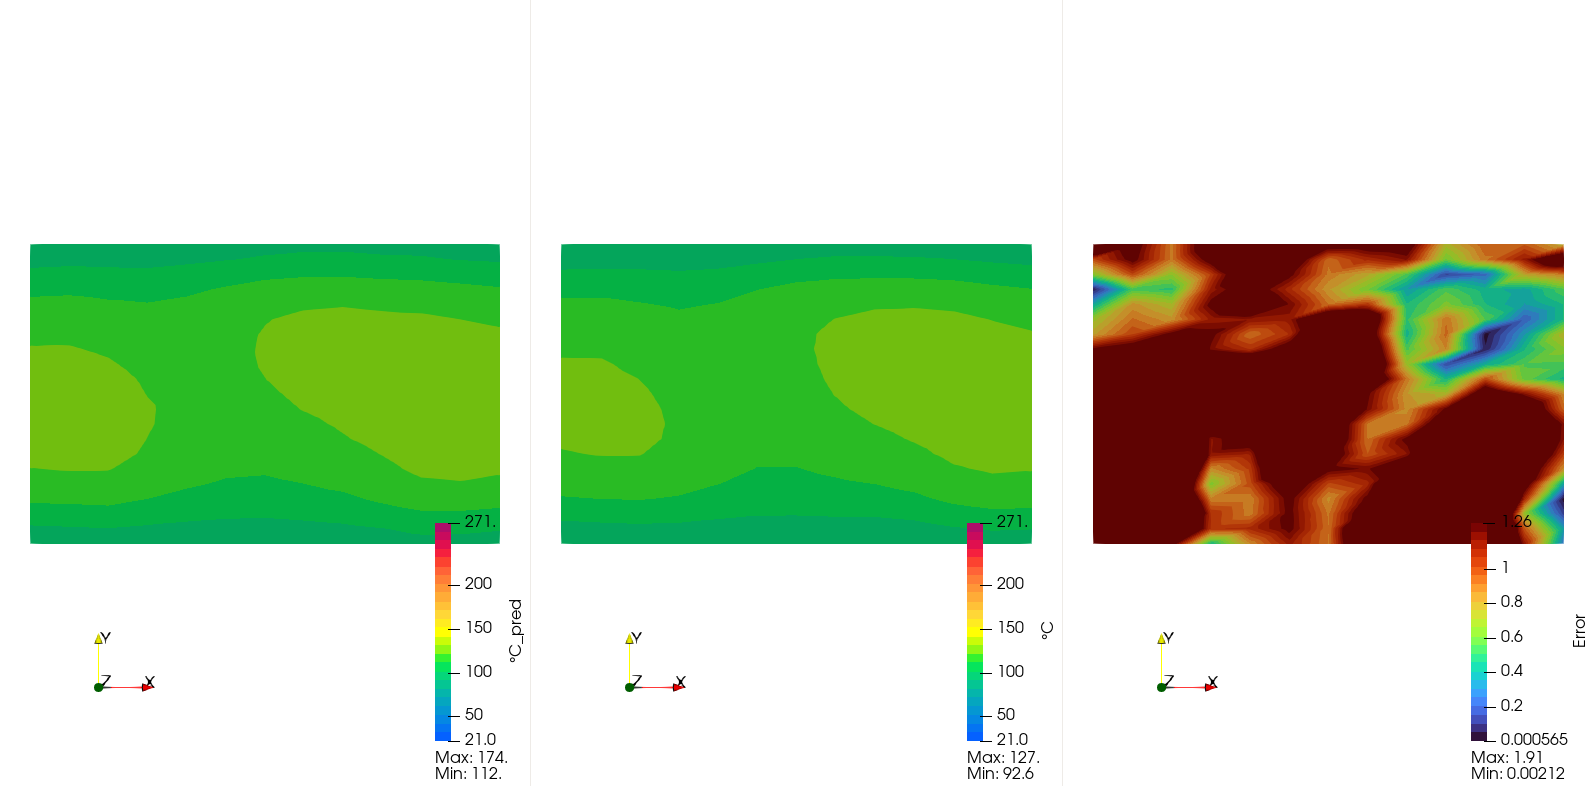 271.
200
150
100
50
21.0
°C_pred
Max: 174.
Min: 112.
Y
Z
X
271.
200
150
100
50
21.0
°C
Max: 127.
Min: 92.6
Y
Z
X
1.26
1
0.8
0.6
0.4
0.2
0.000565
Error
Max: 1.91
Min: 0.00212
Y
Z
X